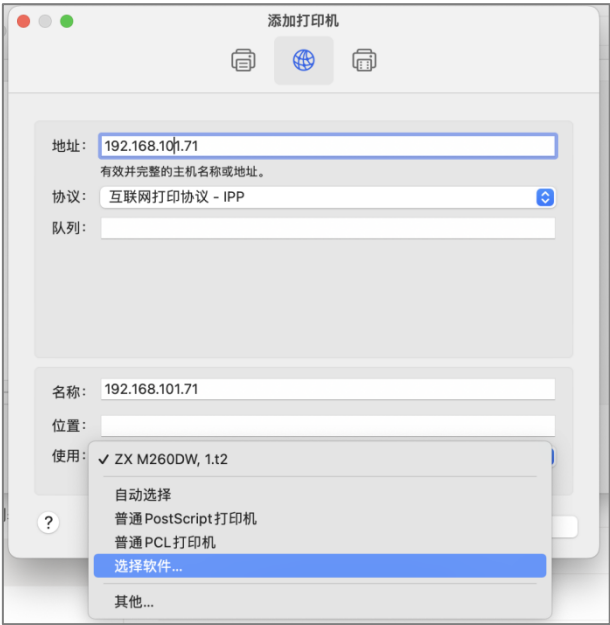 添加打印机
地址: 192.168.101.71
有效并完整的主机名称或地址。
协议: 互联网打印协议 - IPP
队列:
名称: 192.168.101.71
位置:
使用: ✓ ZX M260DW, 1.t2
自动选择
普通PostScript打印机
普通PCL打印机
选择软件...
?
其他...